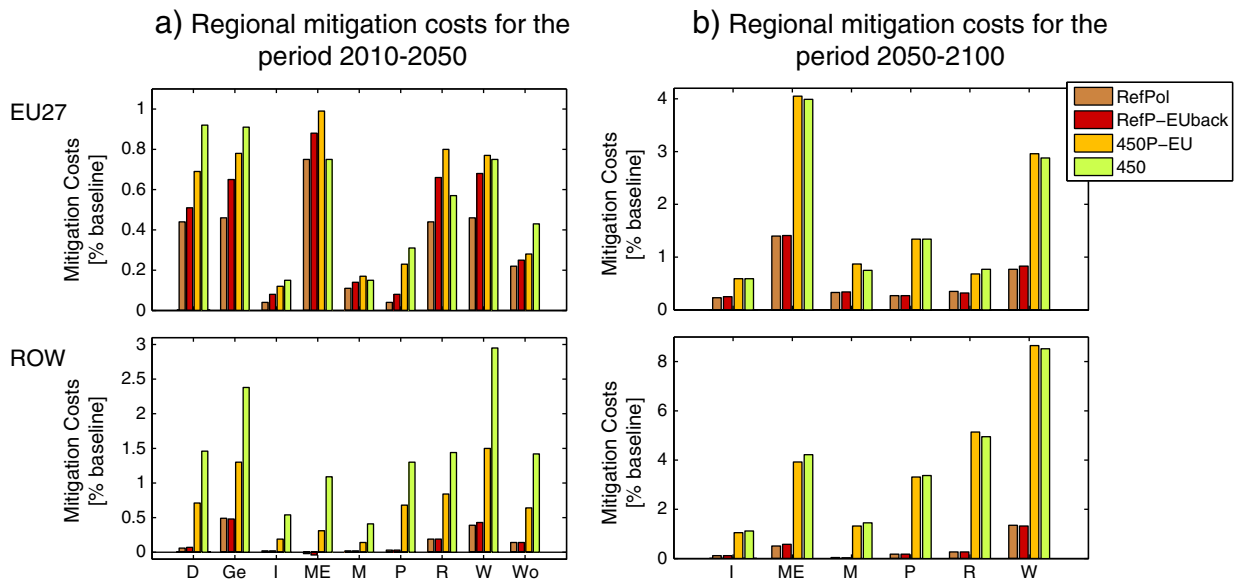 a) Regional mitigation costs for the
period 2010-2050
b) Regional mitigation costs for the
period 2050-2100
EU27
Mitigation Costs
[% baseline]
1
0.8
0.6
0.4
0.2
0
Mitigation Costs
[% baseline]
4
3
2
1
0
RefPol
RefP-EUback
450P-EU
450
ROW
Mitigation Costs
[% baseline]
3
2.5
2
1.5
1
0.5
0
D Ge I ME M P R W Wo
Mitigation Costs
[% baseline]
8
6
4
2
0
I ME M P R W